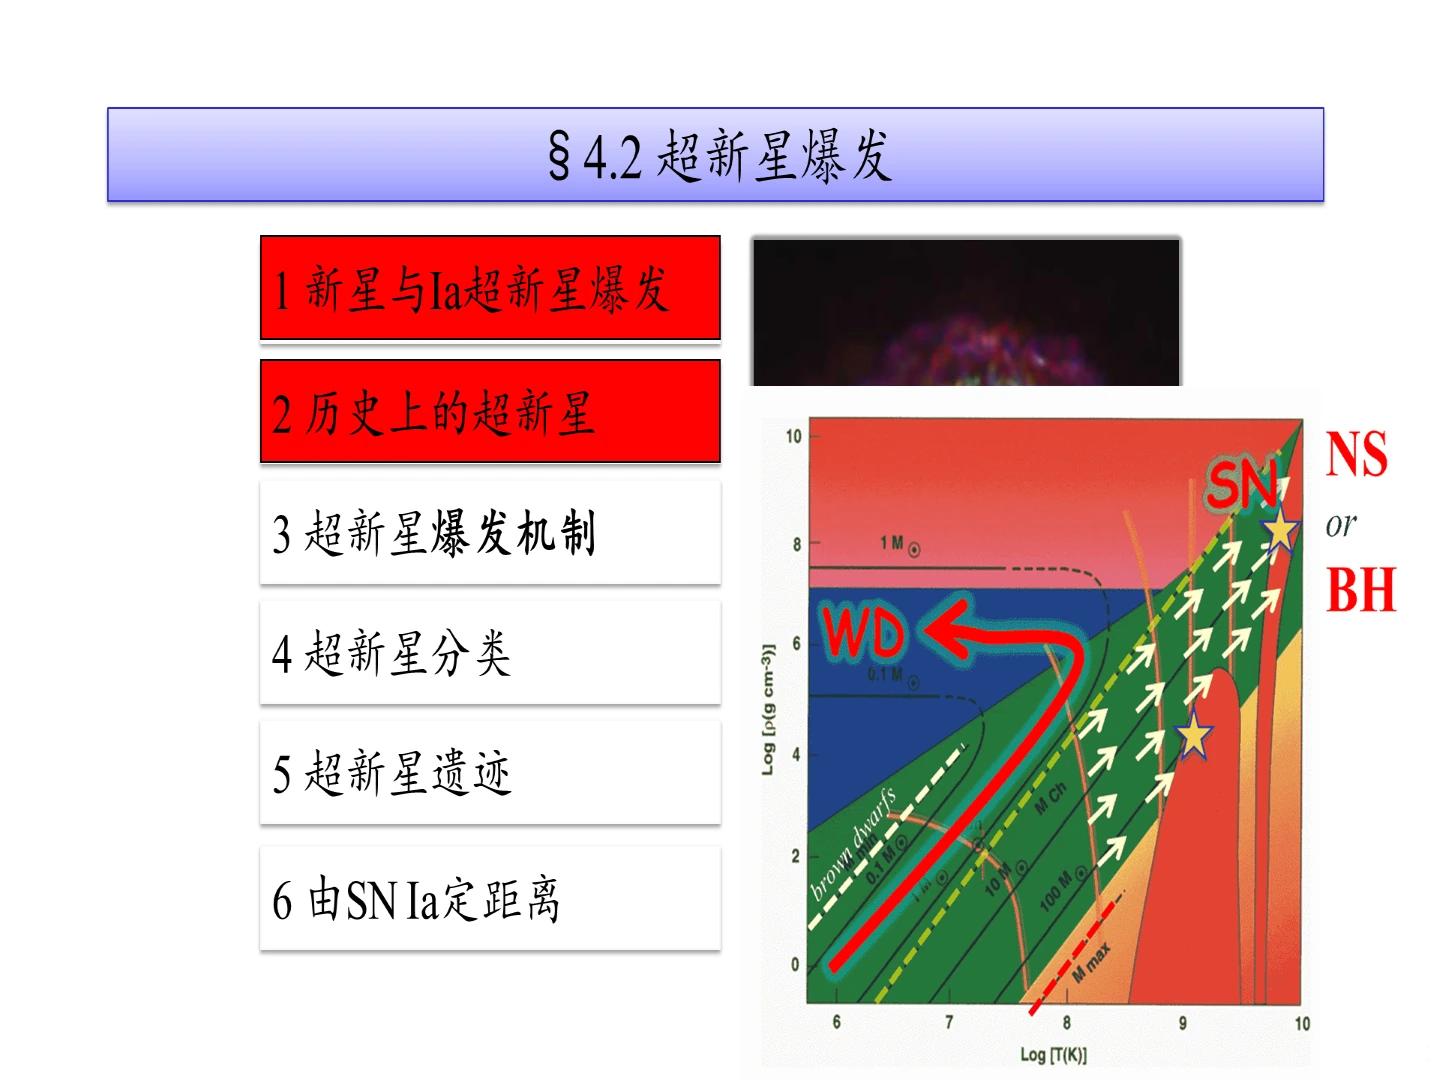 §4.2 超新星爆发
1 新星与Ia超新星爆发
2 历史上的超新星
3 超新星爆发机制
4 超新星分类
5 超新星遗迹
6 由SN Ia定距离
NS
or
BH
SN
WD
1 M⊙
0.1 M⊙
brown dwarfs
M min
0.1 M⊙
1 M⊙
10 M⊙
100 M⊙
M Ch
M max
Log [ρ(g cm⁻³)]
10
8
6
4
2
0
6
7
8
9
10
Log [T(K)]